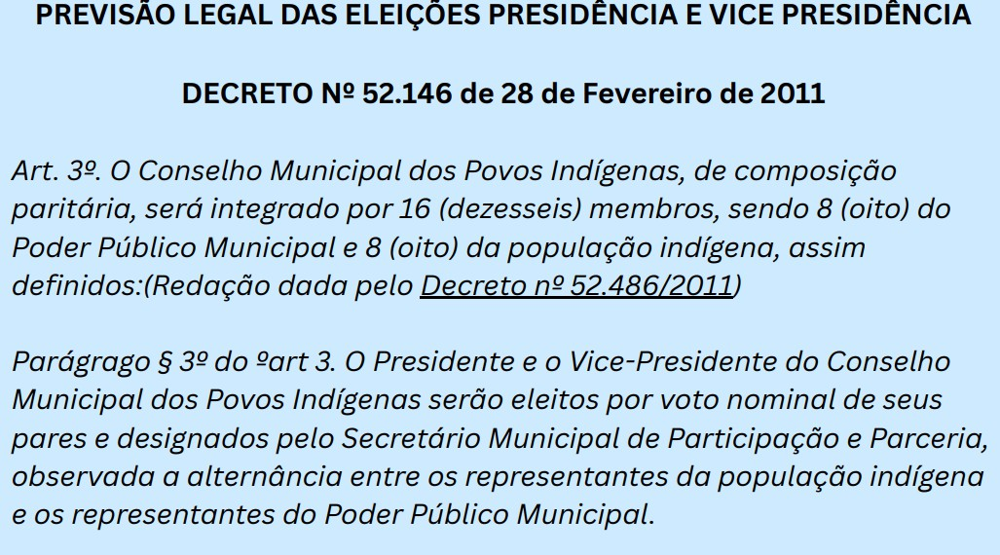 PREVISÃO LEGAL DAS ELEIÇÕES PRESIDÊNCIA E VICE PRESIDÊNCIA
DECRETO Nº 52.146 de 28 de Fevereiro de 2011
Art. 3º. O Conselho Municipal dos Povos Indígenas, de composição
paritária, será integrado por 16 (dezesseis) membros, sendo 8 (oito) do
Poder Público Municipal e 8 (oito) da população indígena, assim
definidos:(Redação dada pelo Decreto nº 52.486/2011)
Parágrago § 3º do ºart 3. O Presidente e o Vice-Presidente do Conselho
Municipal dos Povos Indígenas serão eleitos por voto nominal de seus
pares e designados pelo Secretário Municipal de Participação e Parceria,
observada a alternância entre os representantes da população indígena
e os representantes do Poder Público Municipal.